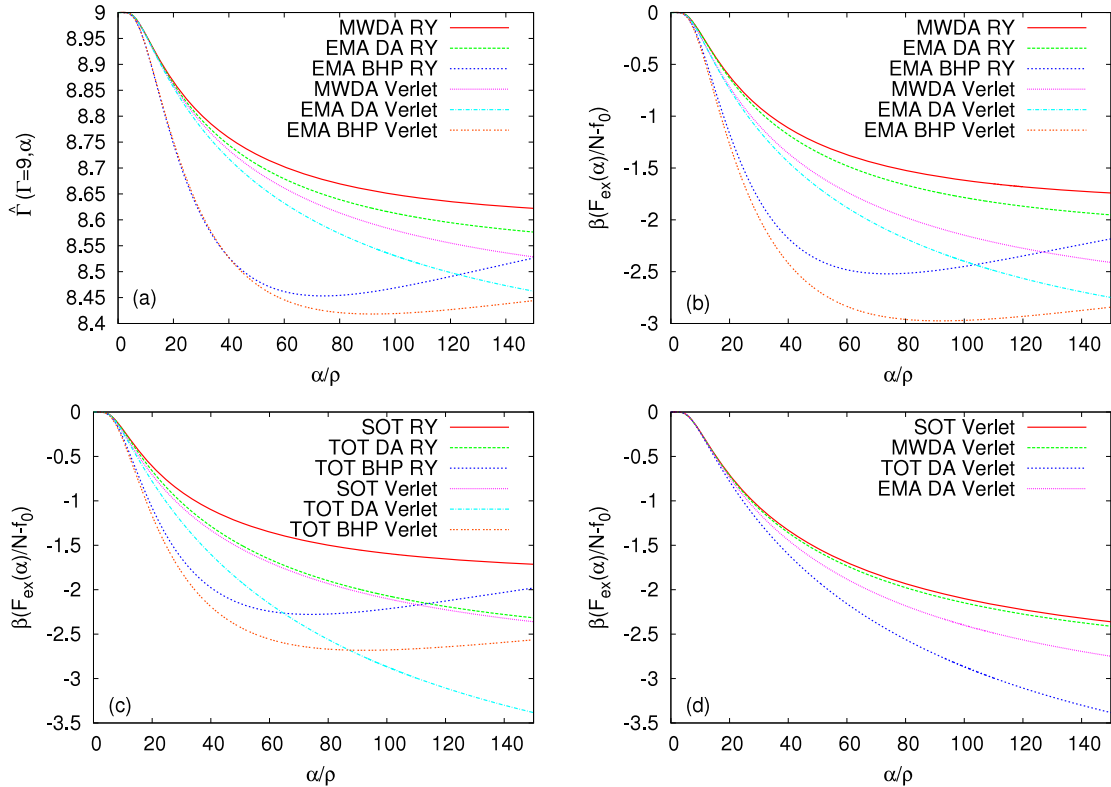 9
8.95
8.9
8.85
8.8
8.75
8.7
8.65
8.6
8.55
8.5
8.45
8.4
Γ̂ (Γ=9,α)
MWDA RY
EMA DA RY
EMA BHP RY
MWDA Verlet
EMA DA Verlet
EMA BHP Verlet
(a)
0 20 40 60 80 100 120 140
α/ρ
0
-0.5
-1
-1.5
-2
-2.5
-3
β(F_ex(α)/N-f_0)
MWDA RY
EMA DA RY
EMA BHP RY
MWDA Verlet
EMA DA Verlet
EMA BHP Verlet
(b)
0 20 40 60 80 100 120 140
α/ρ
0
-0.5
-1
-1.5
-2
-2.5
-3
-3.5
β(F_ex(α)/N-f_0)
SOT RY
TOT DA RY
TOT BHP RY
SOT Verlet
TOT DA Verlet
TOT BHP Verlet
(c)
0 20 40 60 80 100 120 140
α/ρ
0
-0.5
-1
-1.5
-2
-2.5
-3
-3.5
β(F_ex(α)/N-f_0)
SOT Verlet
MWDA Verlet
TOT DA Verlet
EMA DA Verlet
(d)
0 20 40 60 80 100 120 140
α/ρ